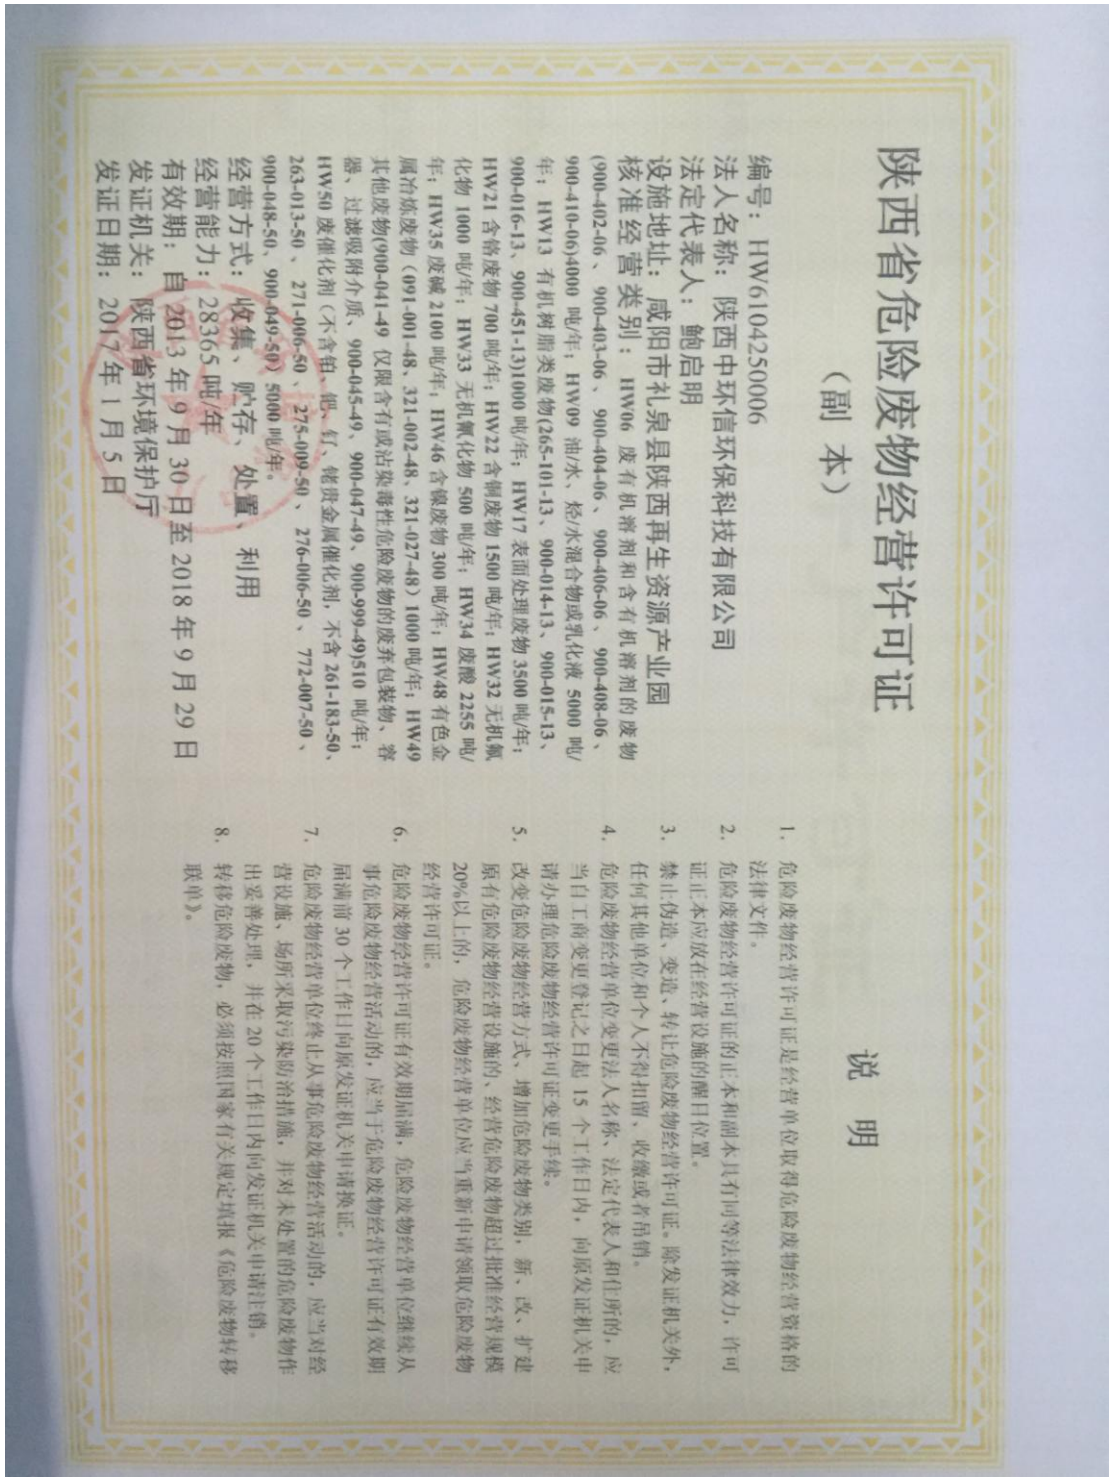 陕西省危险废物经营许可证
（副 本）
编号：HW6104250006
法人名称：陕西中环信环保科技有限公司
法定代表人：鲍启明
设施地址：咸阳市礼泉县陕西再生资源产业园
核准经营类别：HW06 废有机溶剂和含有机溶剂的废物
(900-402-06 、900-403-06 、900-404-06 、900-406-06 、900-408-06 、
900-410-06)4000 吨/年；HW09 油/水、烃/水混合物或乳化液 5000 吨/
年；HW13 有机树脂类废物(265-101-13、900-014-13、900-015-13、
900-016-13、900-451-13)1000 吨/年；HW17 表面处理废物 3500 吨/年；
HW21 含铬废物 700 吨/年；HW22 含铜废物 1500 吨/年；HW32 无机氟
化物 1000 吨/年；HW33 无机氰化物 500 吨/年；HW34 废酸 2255 吨/
年；HW35 废碱 2100 吨/年；HW46 含镍废物 300 吨/年；HW48 有色金
属冶炼废物（091-001-48、321-002-48、321-027-48）1000 吨/年；HW49
其他废物(900-041-49 仅限含有或沾染毒性危险废物的废弃包装物、容
器、过滤吸附介质、900-045-49、900-047-49、900-999-49)510 吨/年；
HW50 废催化剂（不含铂、钯、钌、铑贵金属催化剂，不含 261-183-50、
263-013-50 、271-006-50 、275-009-50 、276-006-50 、772-007-50 、
900-048-50、900-049-50）5000 吨/年。
经营方式：收集、贮存、处置、利用
经营能力：28365 吨/年
有效期：自 2013 年 9 月 30 日至 2018 年 9 月 29 日
发证机关：陕西省环境保护厅
发证日期：2017 年 1 月 5 日
说 明
1. 危险废物经营许可证是经营单位取得危险废物经营资格的
法律文件。
2. 危险废物经营许可证的正本和副本具有同等法律效力，许可
证正本应放在经营设施的醒目位置。
3. 禁止伪造、变造、转让危险废物经营许可证。除发证机关外，
任何其他单位和个人不得扣留、收缴或者吊销。
4. 危险废物经营单位变更法人名称、法定代表人和住所的，应
当自工商变更登记之日起 15 个工作日内，向原发证机关申
请办理危险废物经营许可证变更手续。
5. 改变危险废物经营方式、增加危险废物类别，新、改、扩建
原有危险废物经营设施的、经营危险废物超过批准经营规模
20%以上的，危险废物经营单位应当重新申请领取危险废物
经营许可证。
6. 危险废物经营许可证有效期届满，危险废物经营单位继续从
事危险废物经营活动的，应当于危险废物经营许可证有效期
届满前 30 个工作日向原发证机关申请换证。
7. 危险废物经营单位终止从事危险废物经营活动的，应当对经
营设施、场所采取污染防治措施，并对未处置的危险废物作
出妥善处理，并在 20 个工作日内向发证机关申请注销。
8. 转移危险废物，必须按照国家有关规定填报《危险废物转移
联单》。